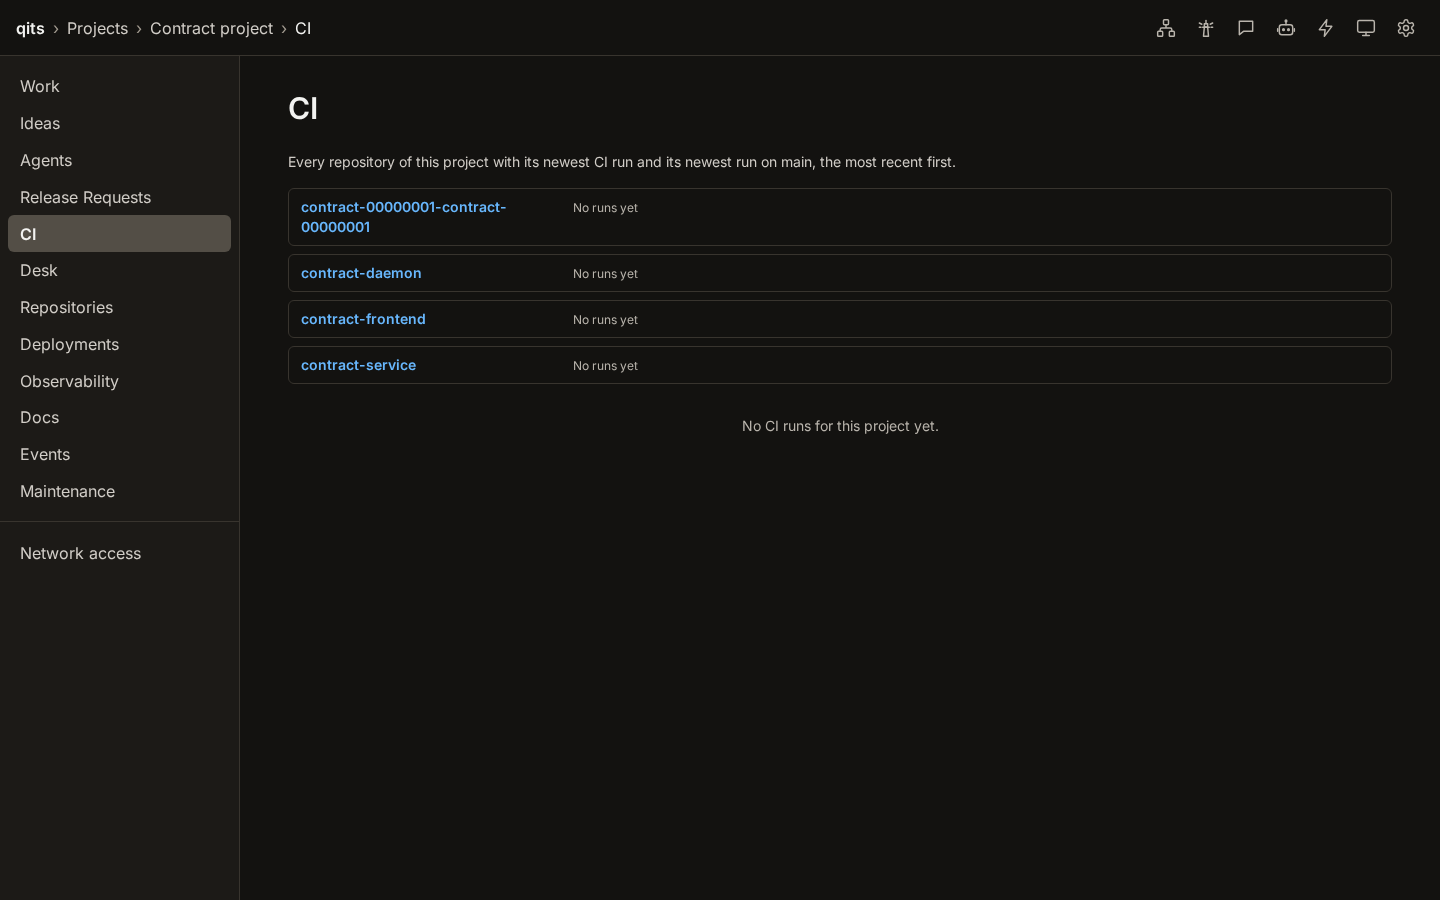 qits › Projects › Contract project › CI
Work
Ideas
Agents
Release Requests
CI
Desk
Repositories
Deployments
Observability
Docs
Events
Maintenance
Network access
CI
Every repository of this project with its newest CI run and its newest run on main, the most recent first.
contract-00000001-contract-
00000001
No runs yet
contract-daemon No runs yet
contract-frontend No runs yet
contract-service No runs yet
No CI runs for this project yet.